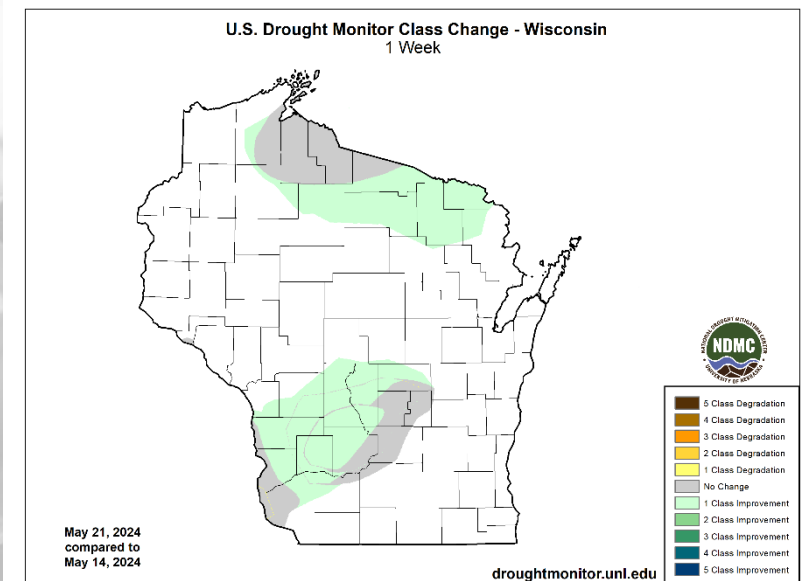 U.S. Drought Monitor Class Change - Wisconsin
1 Week
NATIONAL DROUGHT MITIGATION CENTER
NDMC
UNIVERSITY OF NEBRASKA
5 Class Degradation
4 Class Degradation
3 Class Degradation
2 Class Degradation
1 Class Degradation
No Change
1 Class Improvement
2 Class Improvement
3 Class Improvement
4 Class Improvement
5 Class Improvement
May 21, 2024
compared to
May 14, 2024
droughtmonitor.unl.edu